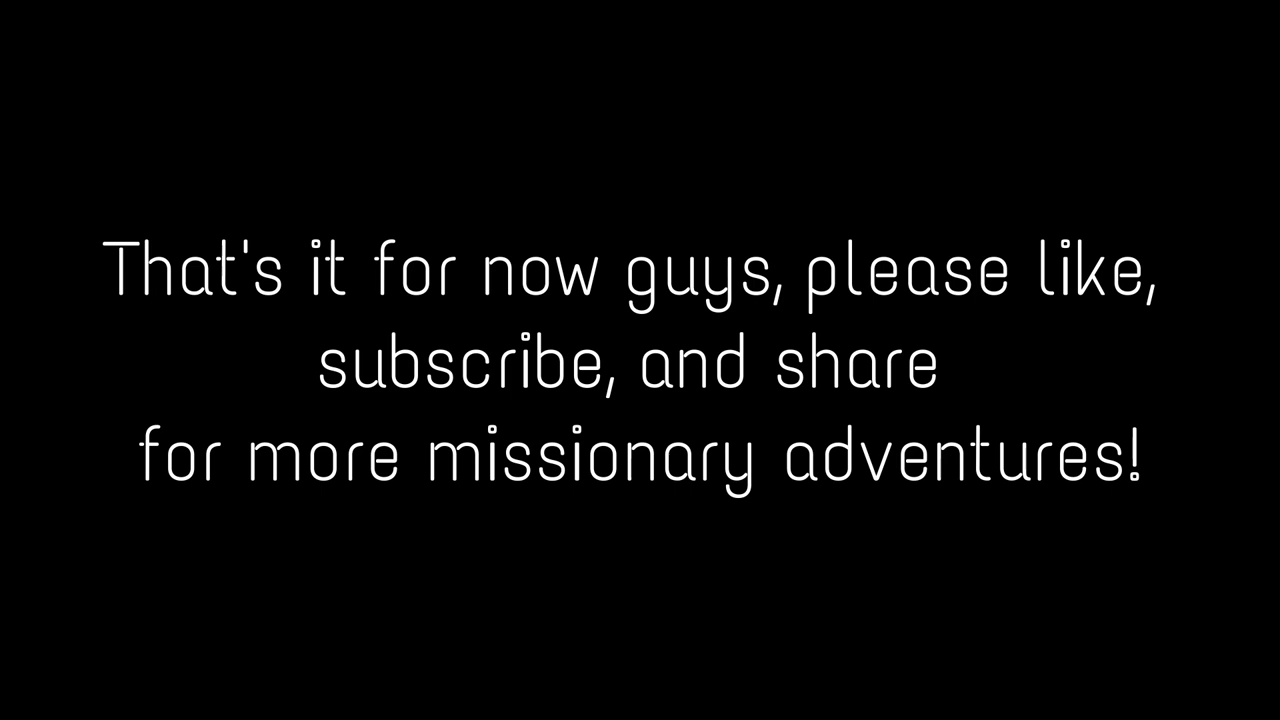 That's it for now guys, please like,
subscribe, and share
for more missionary adventures!